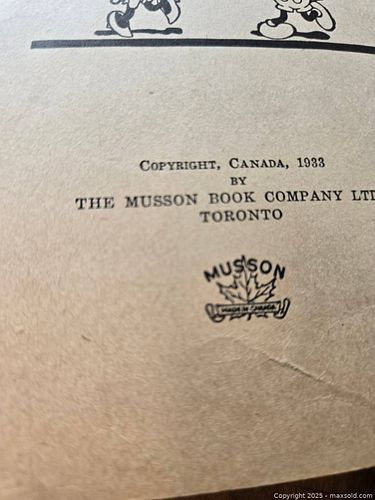 COPYRIGHT, CANADA, 1933
BY
THE MUSSON BOOK COMPANY LTD
TORONTO
MUSSON
MADE IN CANADA
Copyright 2025 - maxsold.com